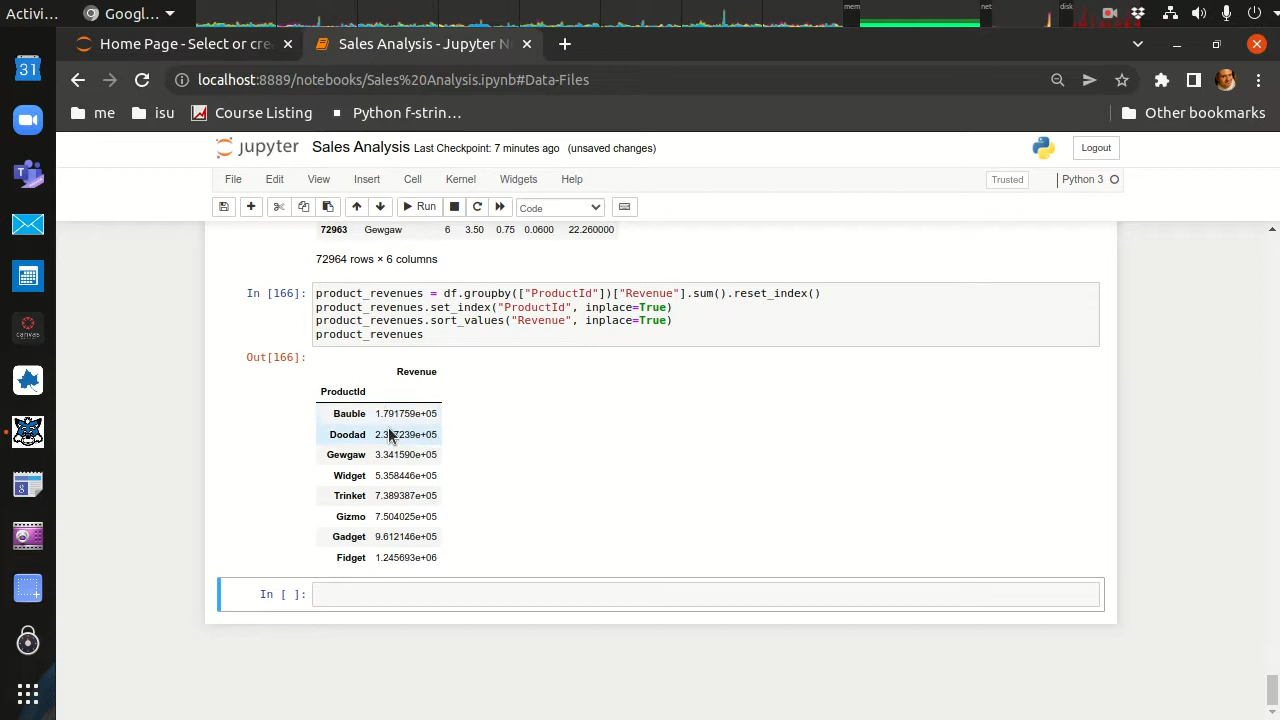 Activi...
Googl...
mem
net
disk
31
Home Page - Select or cre
Sales Analysis - Jupyter N
localhost:8889/notebooks/Sales%20Analysis.ipynb#Data-Files
me
isu
Course Listing
Python f-strin...
Other bookmarks
jupyter
Sales Analysis Last Checkpoint: 7 minutes ago (unsaved changes)
Logout
File Edit View Insert Cell Kernel Widgets Help
Trusted
Python 3
Run
Code
canvas
72963 Gewgaw 6 3.50 0.75 0.0600 22.260000
72964 rows × 6 columns
In [166]: product_revenues = df.groupby(["ProductId"])["Revenue"].sum().reset_index()
product_revenues.set_index("ProductId", inplace=True)
product_revenues.sort_values("Revenue", inplace=True)
product_revenues
Out[166]:
Revenue
ProductId
Bauble 1.791759e+05
Doodad
Gewgaw 3.341590e+05
Widget 5.358446e+05
Trinket 7.389387e+05
Gizmo 7.504025e+05
Gadget 9.612146e+05
Fidget 1.245693e+06
In [ ]: